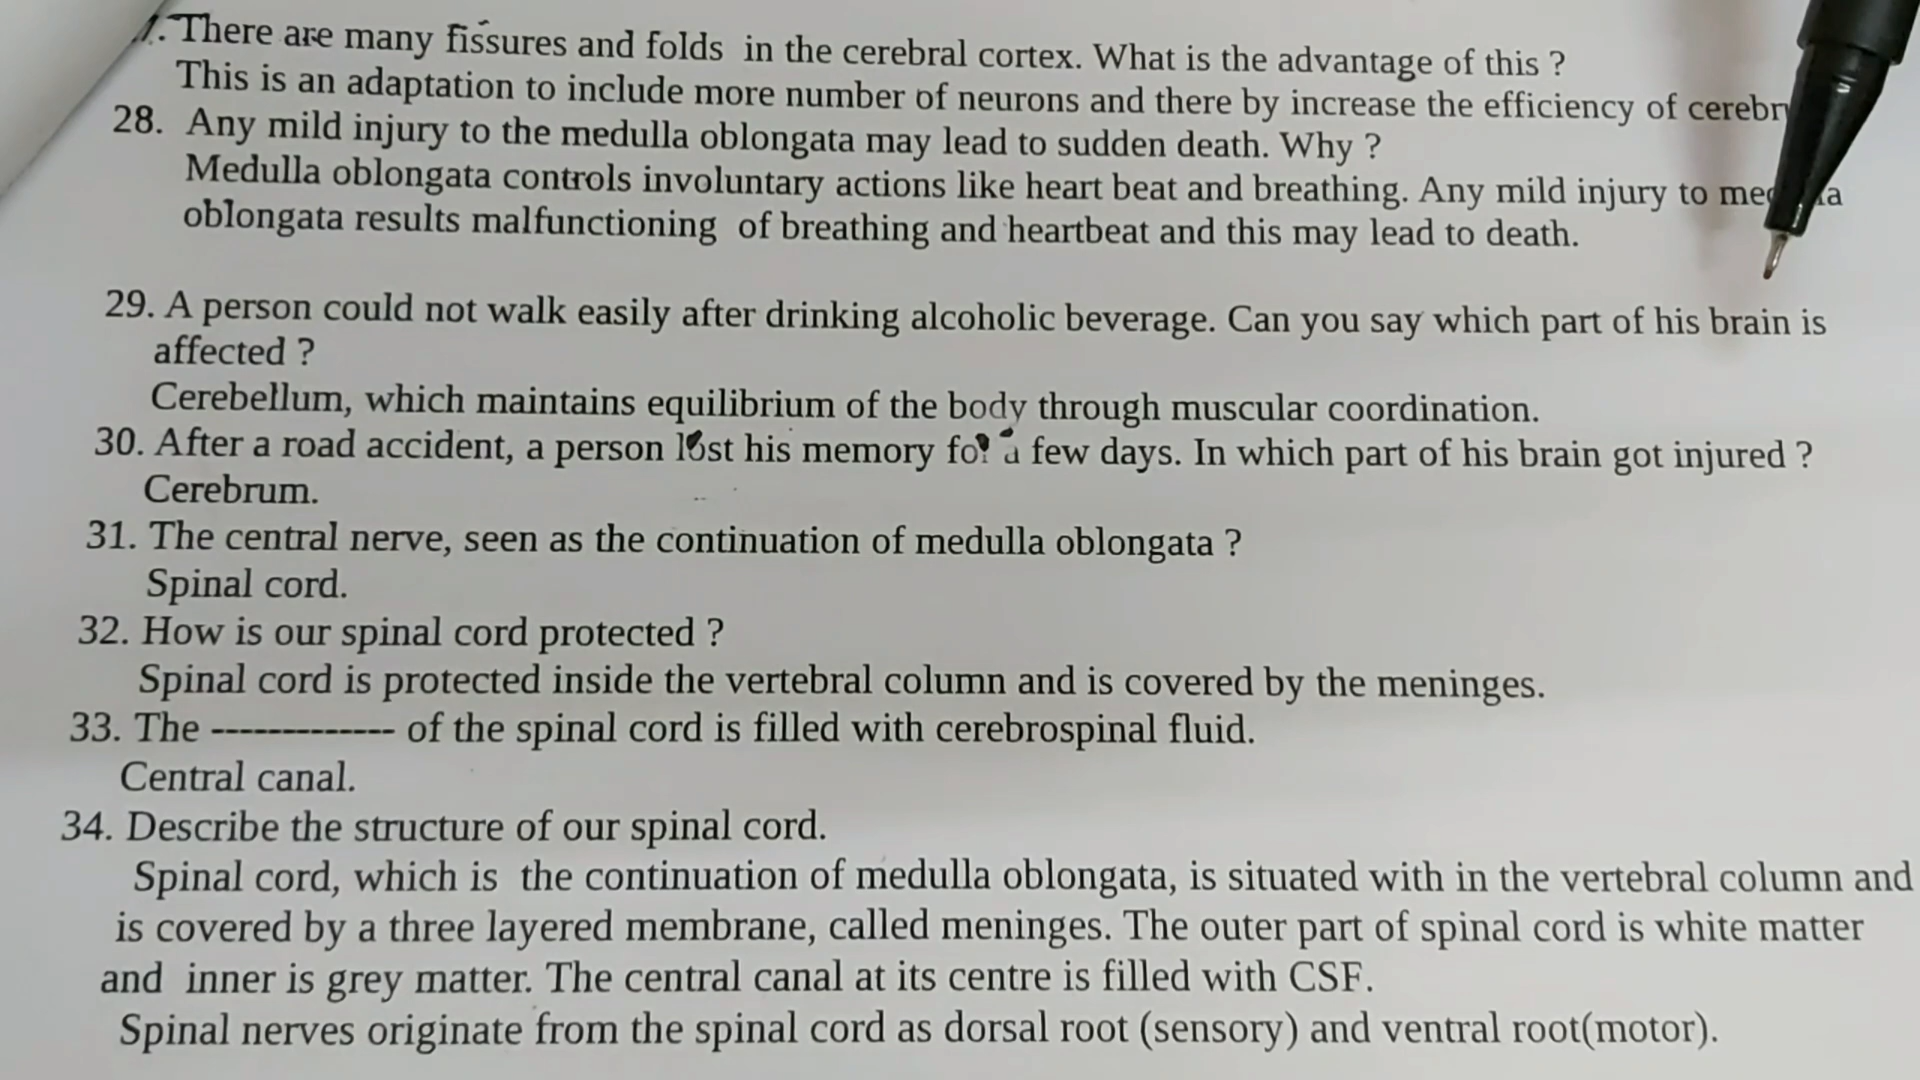 7. There are many fissures and folds in the cerebral cortex. What is the advantage of this ?
This is an adaptation to include more number of neurons and there by increase the efficiency of
28. Any mild injury to the medulla oblongata may lead to sudden death. Why ?
Medulla oblongata controls involuntary actions like heart beat and breathing. Any mild injury to
oblongata results malfunctioning of breathing and heartbeat and this may lead to death.
29. A person could not walk easily after drinking alcoholic beverage. Can you say which part of his brain is
affected ?
Cerebellum, which maintains equilibrium of the body through muscular coordination.
30. After a road accident, a person lost his memory for a few days. In which part of his brain got injured ?
Cerebrum.
31. The central nerve, seen as the continuation of medulla oblongata ?
Spinal cord.
32. How is our spinal cord protected ?
Spinal cord is protected inside the vertebral column and is covered by the meninges.
33. The ------------- of the spinal cord is filled with cerebrospinal fluid.
Central canal.
34. Describe the structure of our spinal cord.
Spinal cord, which is the continuation of medulla oblongata, is situated with in the vertebral column and
is covered by a three layered membrane, called meninges. The outer part of spinal cord is white matter
and inner is grey matter. The central canal at its centre is filled with CSF.
Spinal nerves originate from the spinal cord as dorsal root (sensory) and ventral root(motor).